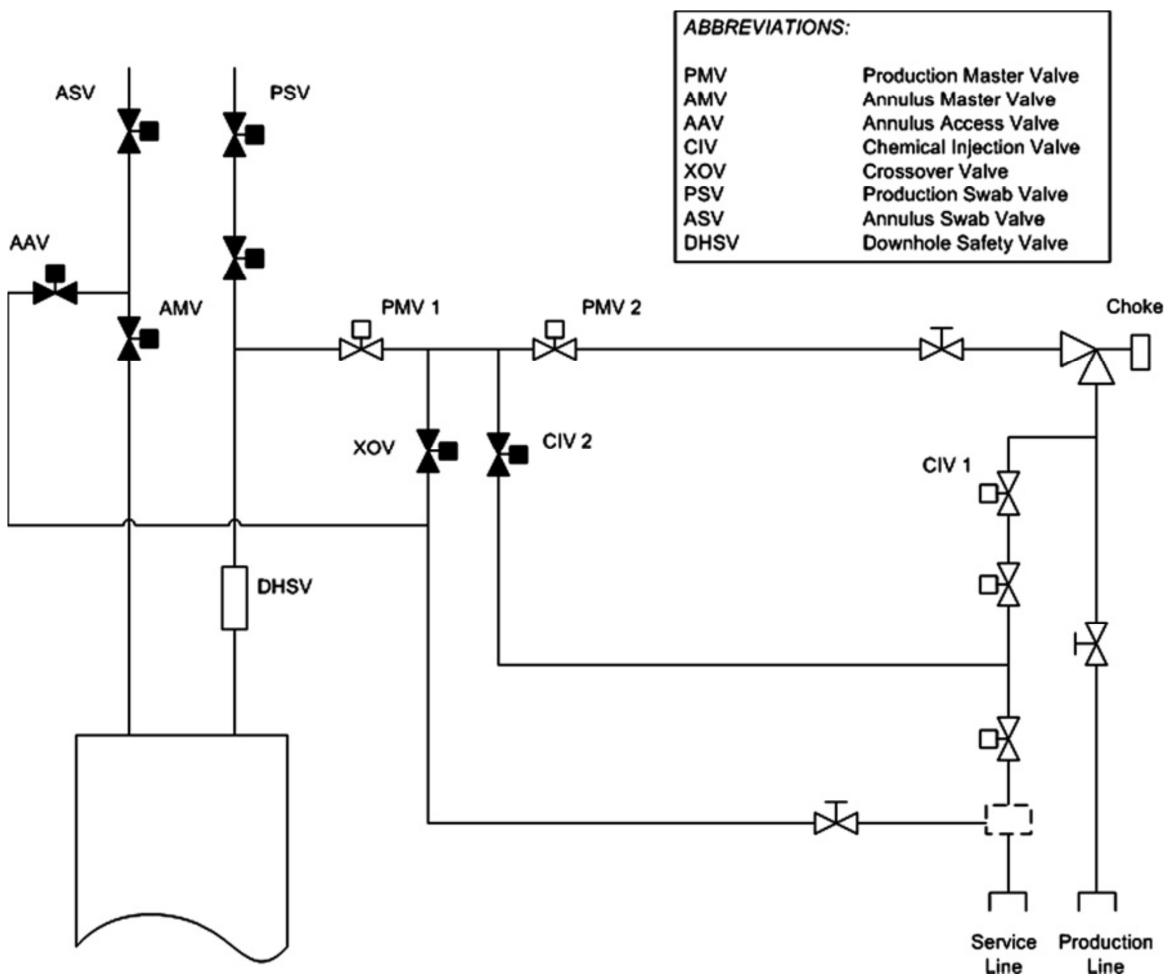 ABBREVIATIONS:
PMV Production Master Valve
AMV Annulus Master Valve
AAV Annulus Access Valve
CIV Chemical Injection Valve
XOV Crossover Valve
PSV Production Swab Valve
ASV Annulus Swab Valve
DHSV Downhole Safety Valve
ASV
PSV
AAV
AMV
PMV 1
PMV 2
Choke
XOV
CIV 2
CIV 1
DHSV
Service
Line
Production
Line